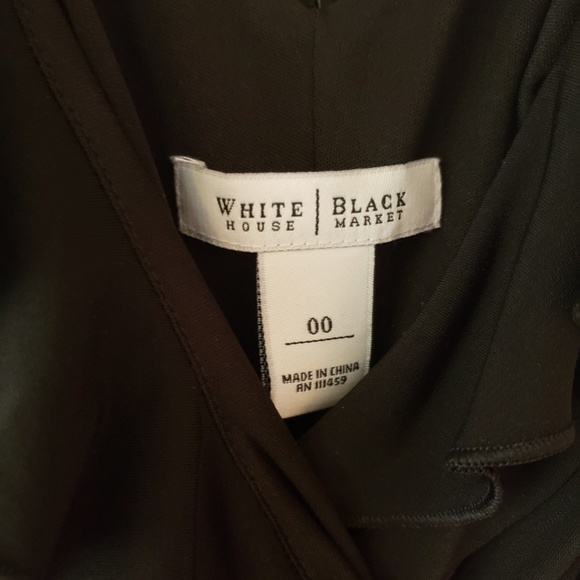 WHITE | BLACK
HOUSE MARKET
00
MADE IN CHINA
RN 111459